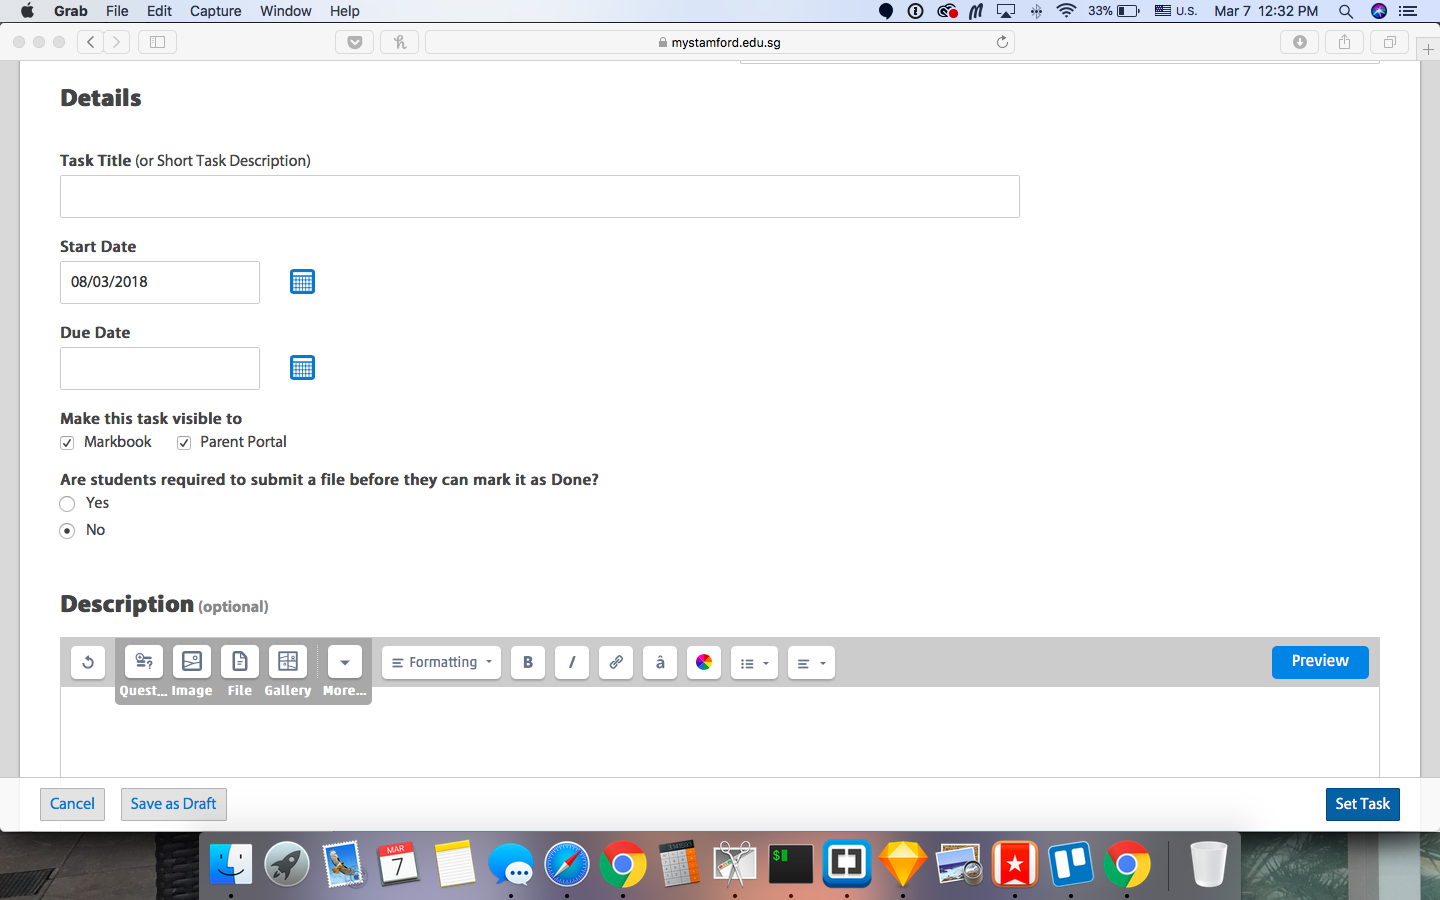 Grab File Edit Capture Window Help 33% U.S. Mar 7 12:32 PM
mystamford.edu.sg
Details
Task Title (or Short Task Description)
Start Date
08/03/2018
Due Date
Make this task visible to
Markbook Parent Portal
Are students required to submit a file before they can mark it as Done?
Yes
No
Description (optional)
Formatting B I â Preview
Quest... Image File Gallery More...
Cancel Save as Draft Set Task
MAR
7
$